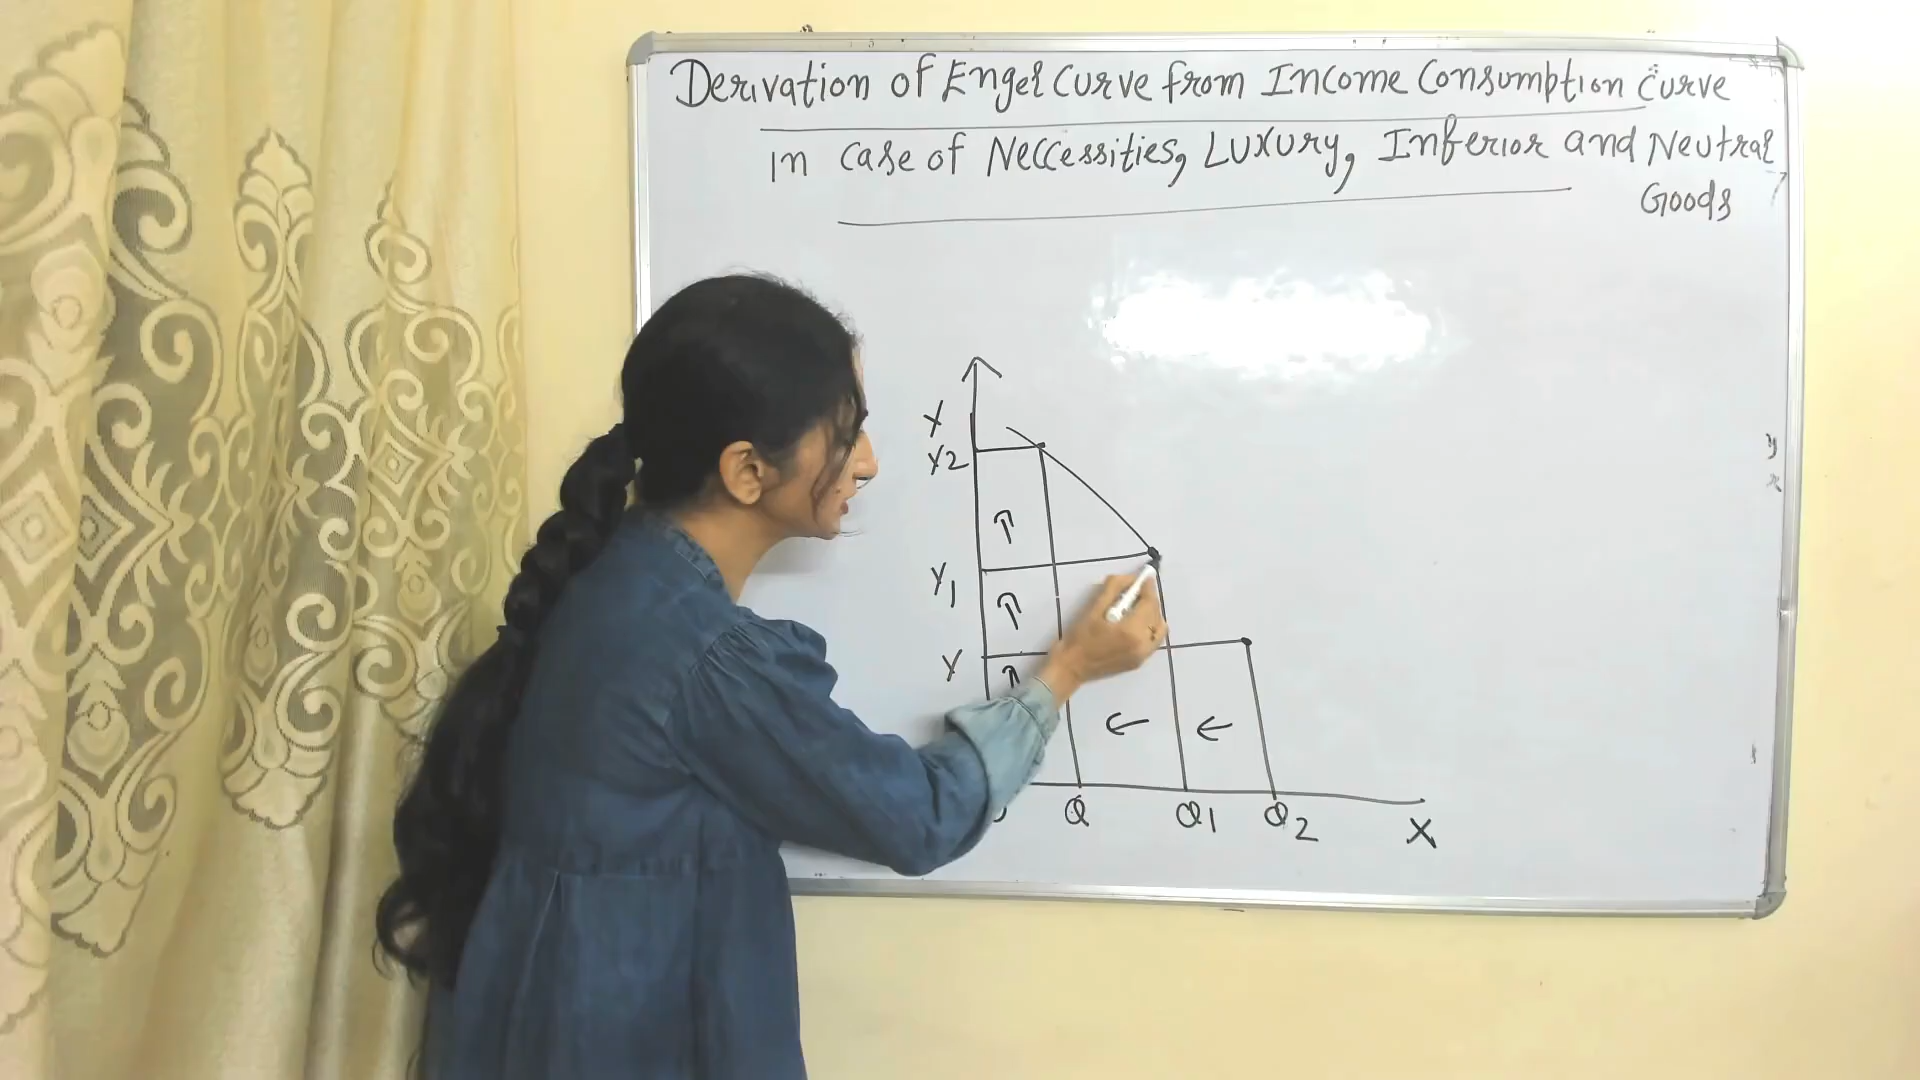 Derivation of Engel Curve from Income Consumption Curve
in case of Neccessities, Luxury, Inferior and Neutral
Goods
Y
Y2
Y1
Y
Q Q1 Q2
X